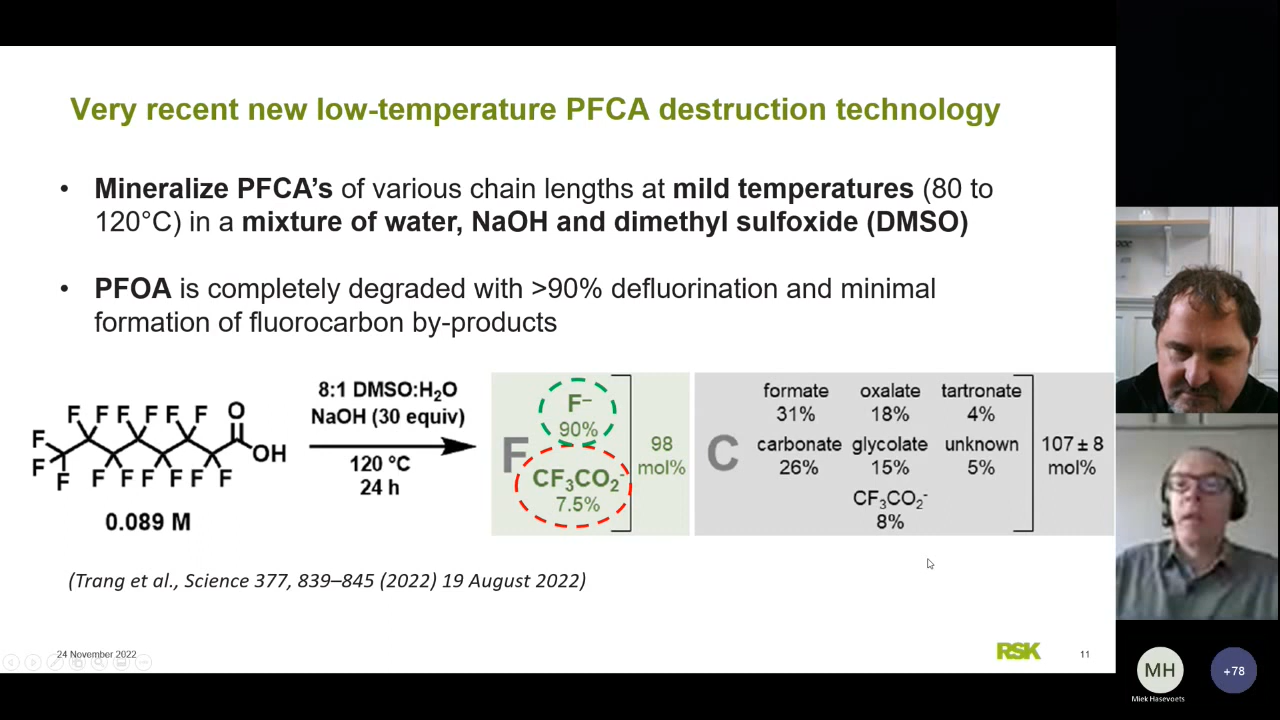 Very recent new low-temperature PFCA destruction technology
• Mineralize PFCA’s of various chain lengths at mild temperatures (80 to
120°C) in a mixture of water, NaOH and dimethyl sulfoxide (DMSO)
• PFOA is completely degraded with >90% defluorination and minimal
formation of fluorocarbon by-products
F F F F F F F F F F F F F F F O OH
0.089 M
8:1 DMSO:H₂O
NaOH (30 equiv)
120 °C
24 h
F
F⁻
90%
CF₃CO₂⁻
7.5%
98
mol%
C
formate oxalate tartronate
31% 18% 4%
carbonate glycolate unknown
26% 15% 5%
CF₃CO₂⁻
8%
107 ± 8
mol%
(Trang et al., Science 377, 839–845 (2022) 19 August 2022)
24 November 2022
RSK
11
MH
Miek Hasevoets
+78